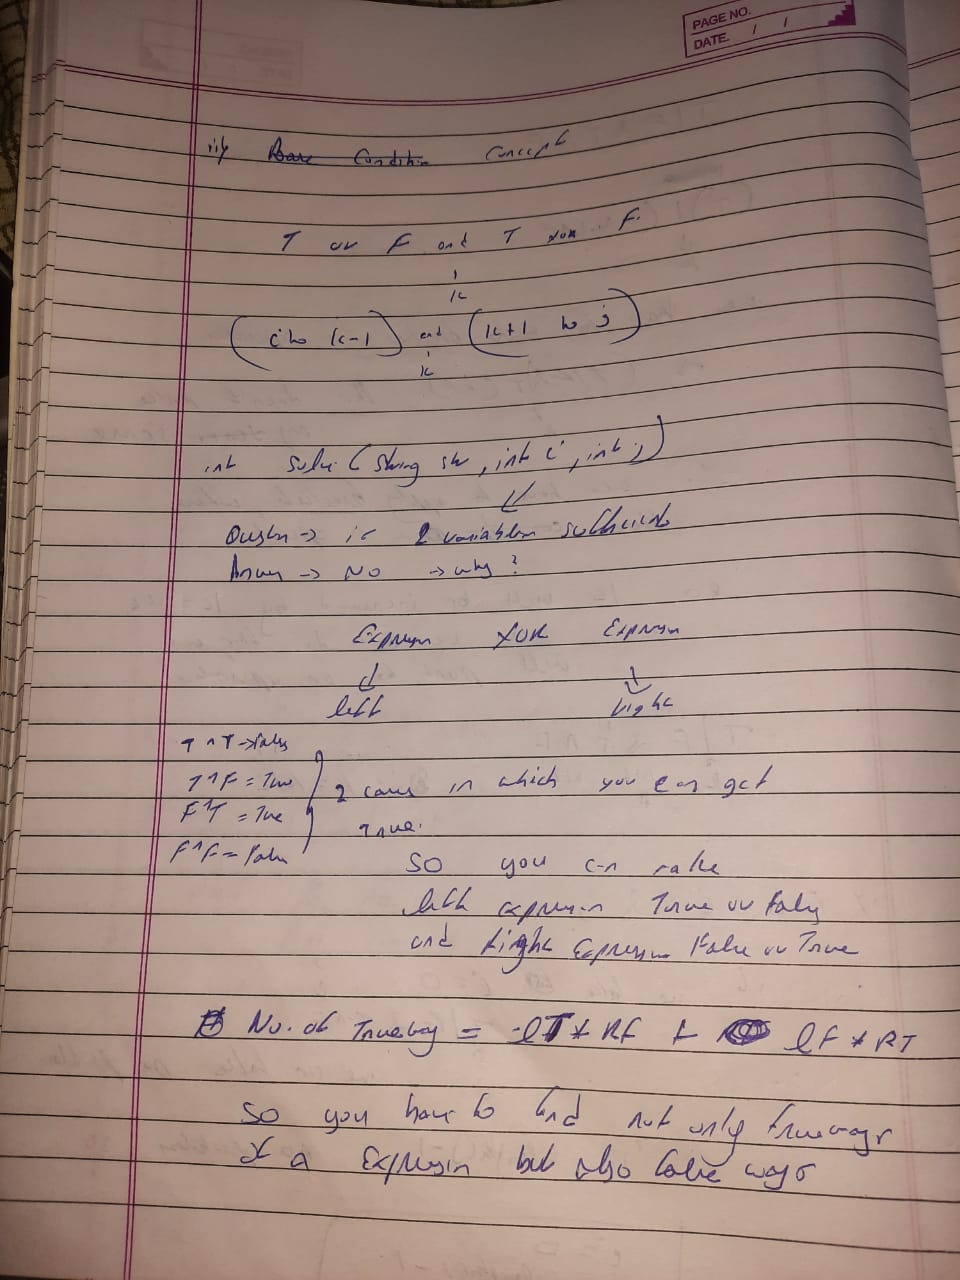 PAGE NO.
DATE / /
iii) Base Condition Concept
T or F and T xor F.
k
(i to k-1) and (k+1 to j)
k
int solve (string str, int i, int j)
Question → is 2 variables sufficient
Answer → NO → why?
Expression XOR Expression
left right
T ^ T → False
T ^ F = True
F ^ T = True
F ^ F = False
2 cases in which you can get
True.
so you can make
left expression True or False
and Right Expression False or True
No. of True way = lT * RF + lF * RT
so you have to find not only true ways
of a Expression but also false ways